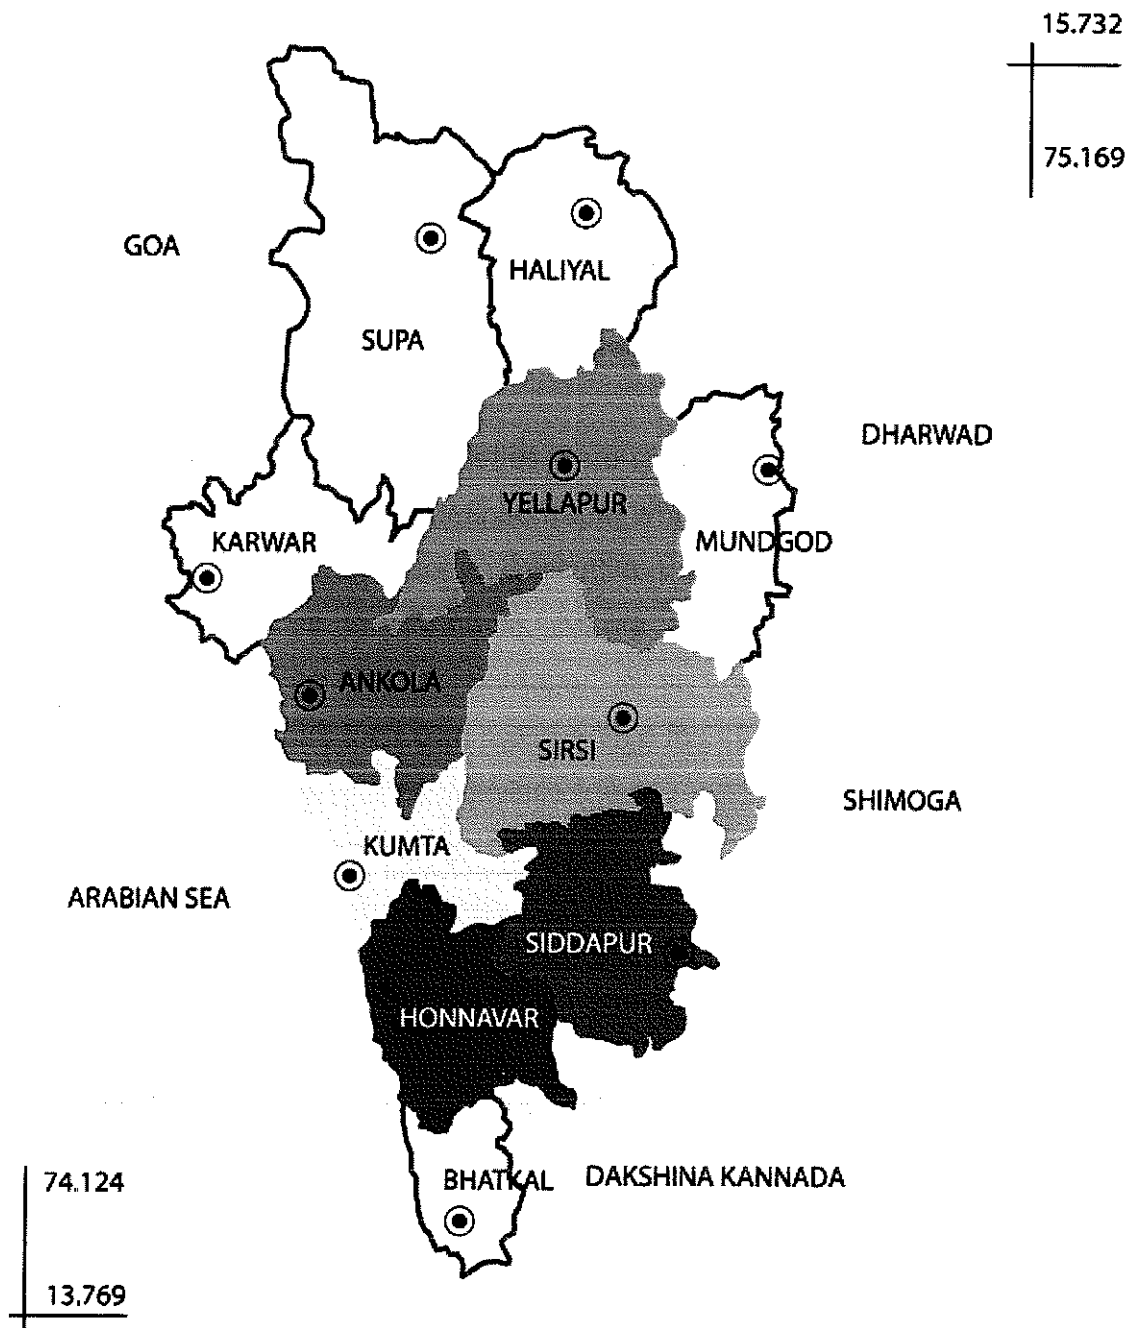 15.732
75.169
GOA
HALIYAL
SUPA
DHARWAD
YELLAPUR
KARWAR
MUNDGOD
ANKOLA
SIRSI
SHIMOGA
KUMTA
ARABIAN SEA
SIDDAPUR
HONNAVAR
74.124
BHATKAL
DAKSHINA KANNADA
13.769